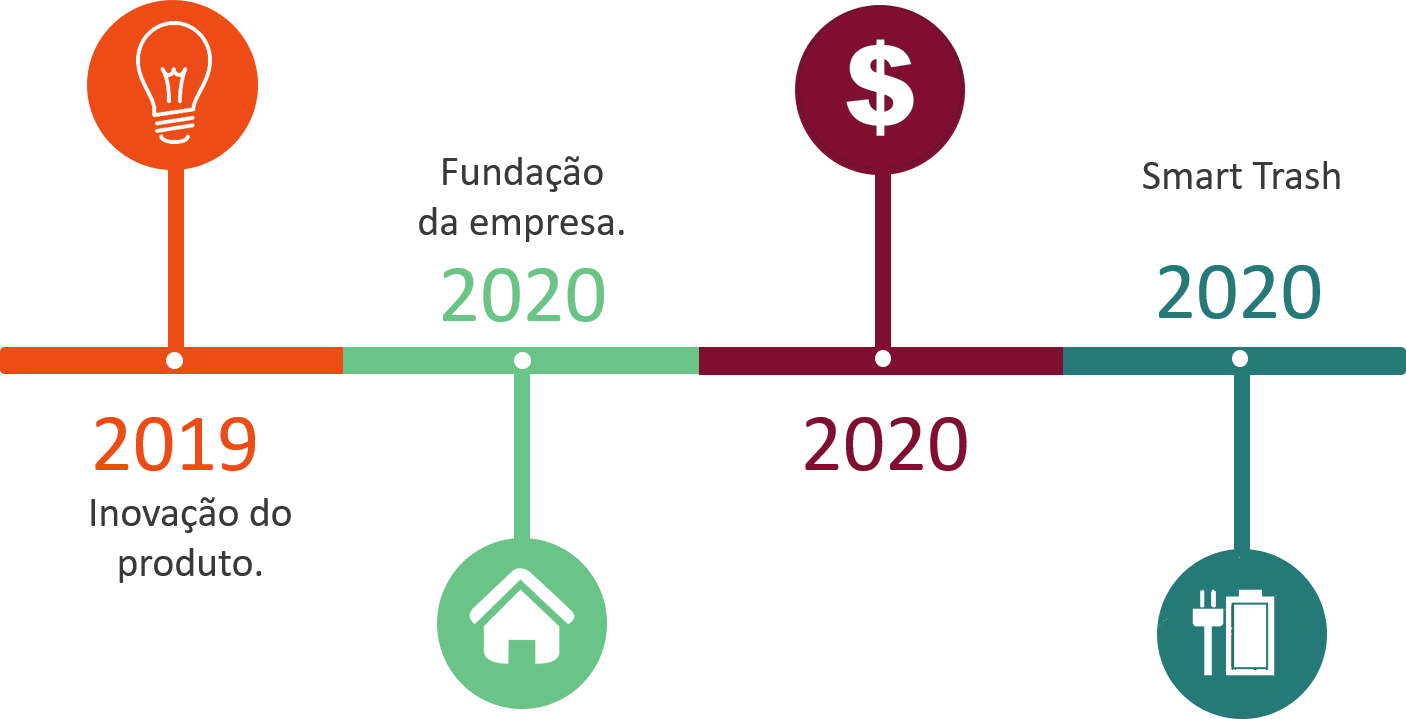 2019
Inovação do
produto.
Fundação
da empresa.
2020
$
2020
Smart Trash
2020